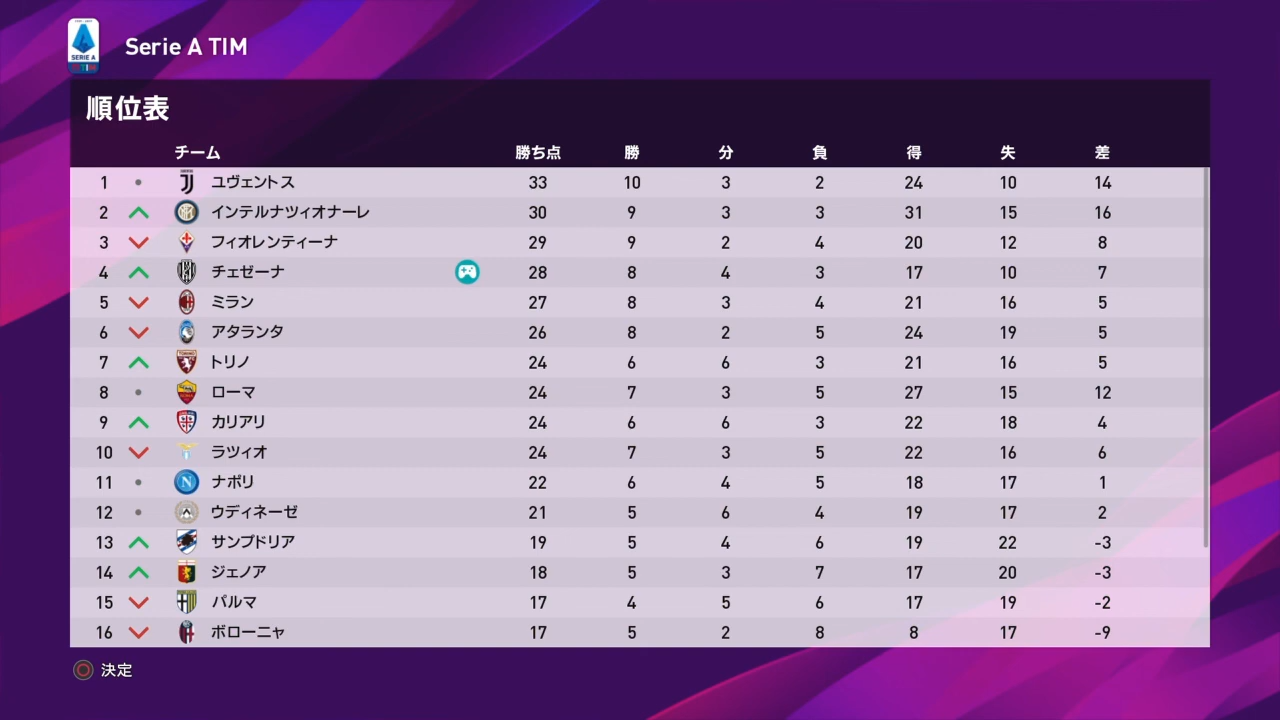 SERIE A
TIM
Serie A TIM
順位表
チーム 勝ち点 勝 分 負 得 失 差
1 ユヴェントス 33 10 3 2 24 10 14
2 インテルナツィオナーレ 30 9 3 3 31 15 16
3 フィオレンティーナ 29 9 2 4 20 12 8
4 チェゼーナ 28 8 4 3 17 10 7
5 ミラン 27 8 3 4 21 16 5
6 アタランタ 26 8 2 5 24 19 5
7 トリノ 24 6 6 3 21 16 5
8 ローマ 24 7 3 5 27 15 12
9 カリアリ 24 6 6 3 22 18 4
10 ラツィオ 24 7 3 5 22 16 6
11 ナポリ 22 6 4 5 18 17 1
12 ウディネーゼ 21 5 6 4 19 17 2
13 サンプドリア 19 5 4 6 19 22 -3
14 ジェノア 18 5 3 7 17 20 -3
15 パルマ 17 4 5 6 17 19 -2
16 ボローニャ 17 5 2 8 8 17 -9
決定